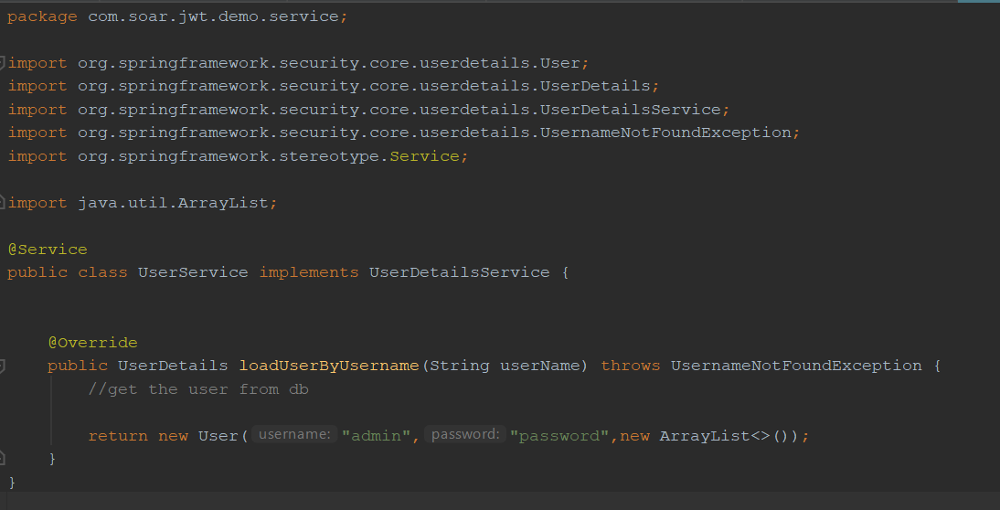 package com.soar.jwt.demo.service;
import org.springframework.security.core.userdetails.User;
import org.springframework.security.core.userdetails.UserDetails;
import org.springframework.security.core.userdetails.UserDetailsService;
import org.springframework.security.core.userdetails.UsernameNotFoundException;
import org.springframework.stereotype.Service;
import java.util.ArrayList;
@Service
public class UserService implements UserDetailsService {
@Override
public UserDetails loadUserByUsername(String userName) throws UsernameNotFoundException {
//get the user from db
return new User( username: "admin", password: "password",new ArrayList<>());
}
}